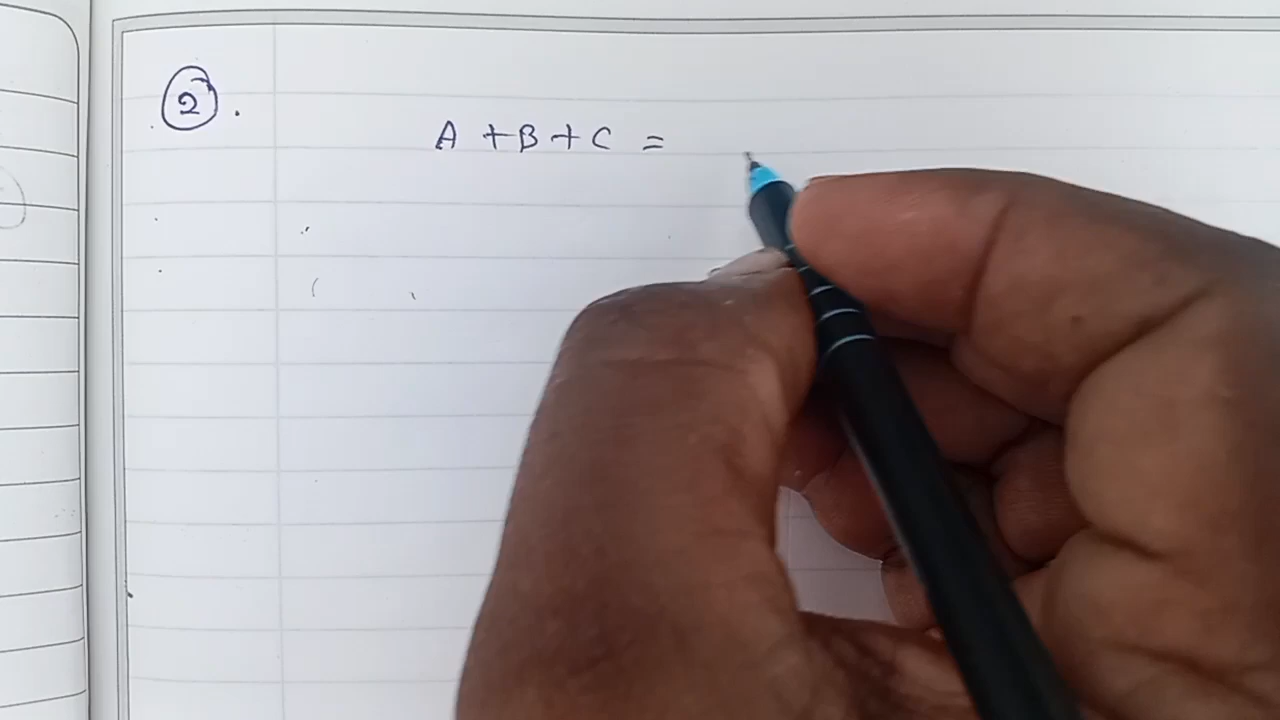 2.
A + B + C =